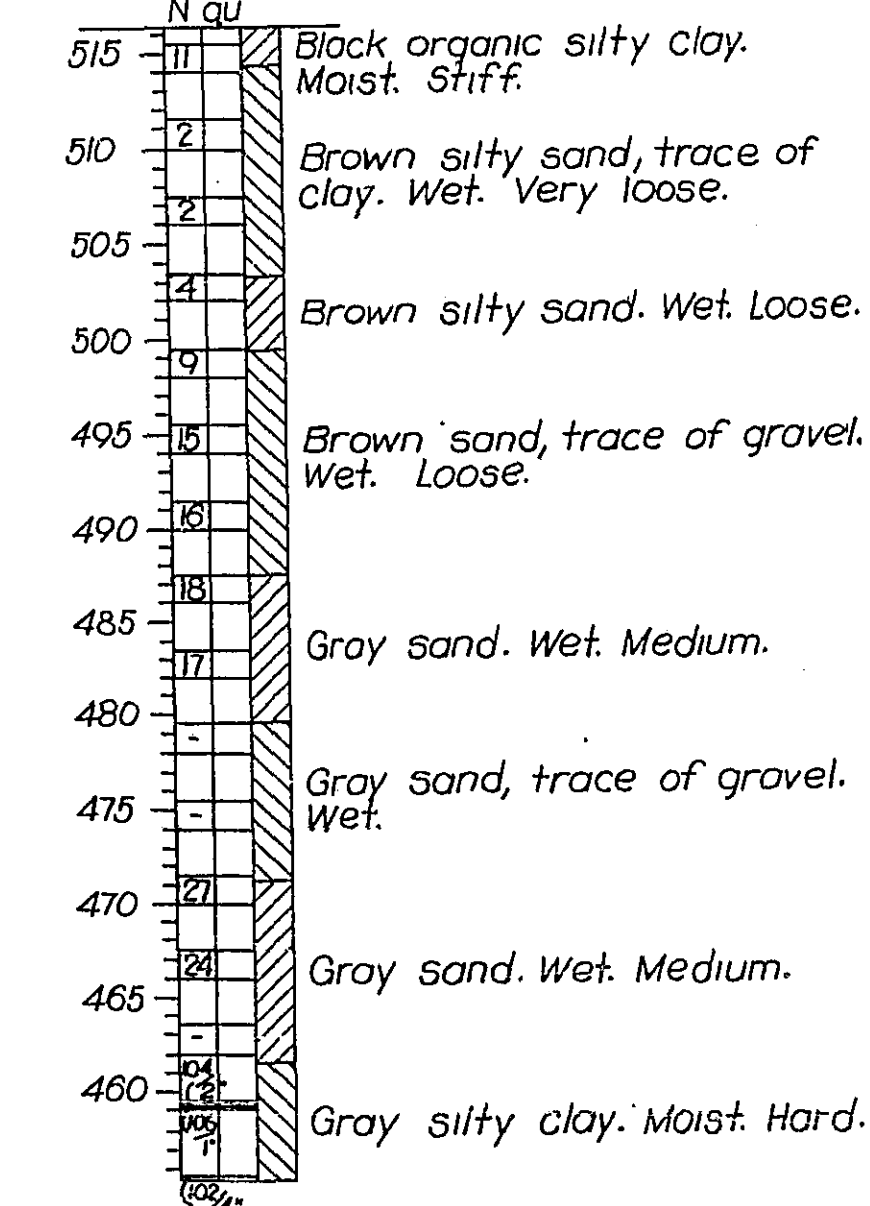 N qu
515
11
Black organic silty clay.
Moist. Stiff.
2
510
Brown silty sand, trace of
clay. Wet. Very loose.
2
505
4
Brown silty sand. Wet. Loose.
500
9
495
15
Brown sand, trace of gravel.
Wet. Loose.
16
490
18
485
Gray sand. Wet. Medium.
17
480
-
Gray sand, trace of gravel.
Wet.
475
-
27
470
24
Gray sand. Wet. Medium.
465
-
460
Gray silty clay. Moist. Hard.